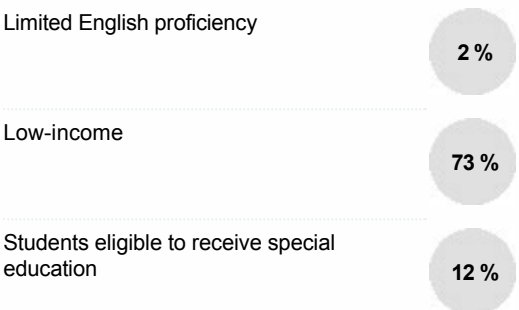 Limited English proficiency
2 %
Low-income
73 %
Students eligible to receive special
education
12 %